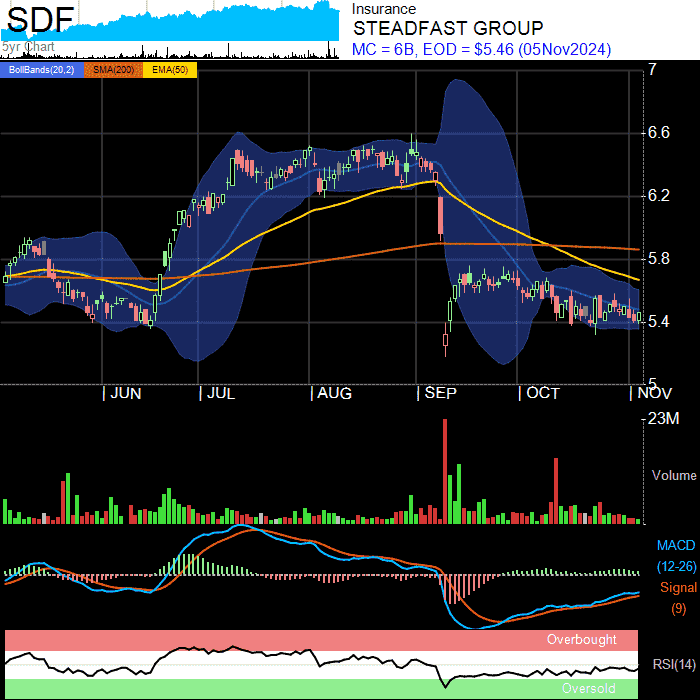 SDF
5yr Chart
Insurance
STEADFAST GROUP
MC = 6B, EOD = $5.46 (05Nov2024)
BollBands(20,2) SMA(200) EMA(50)
7
6.6
6.2
5.8
5.4
5
JUN JUL AUG SEP OCT NOV
23M
Volume
MACD
(12-26)
Signal
(9)
Overbought
RSI(14)
Oversold